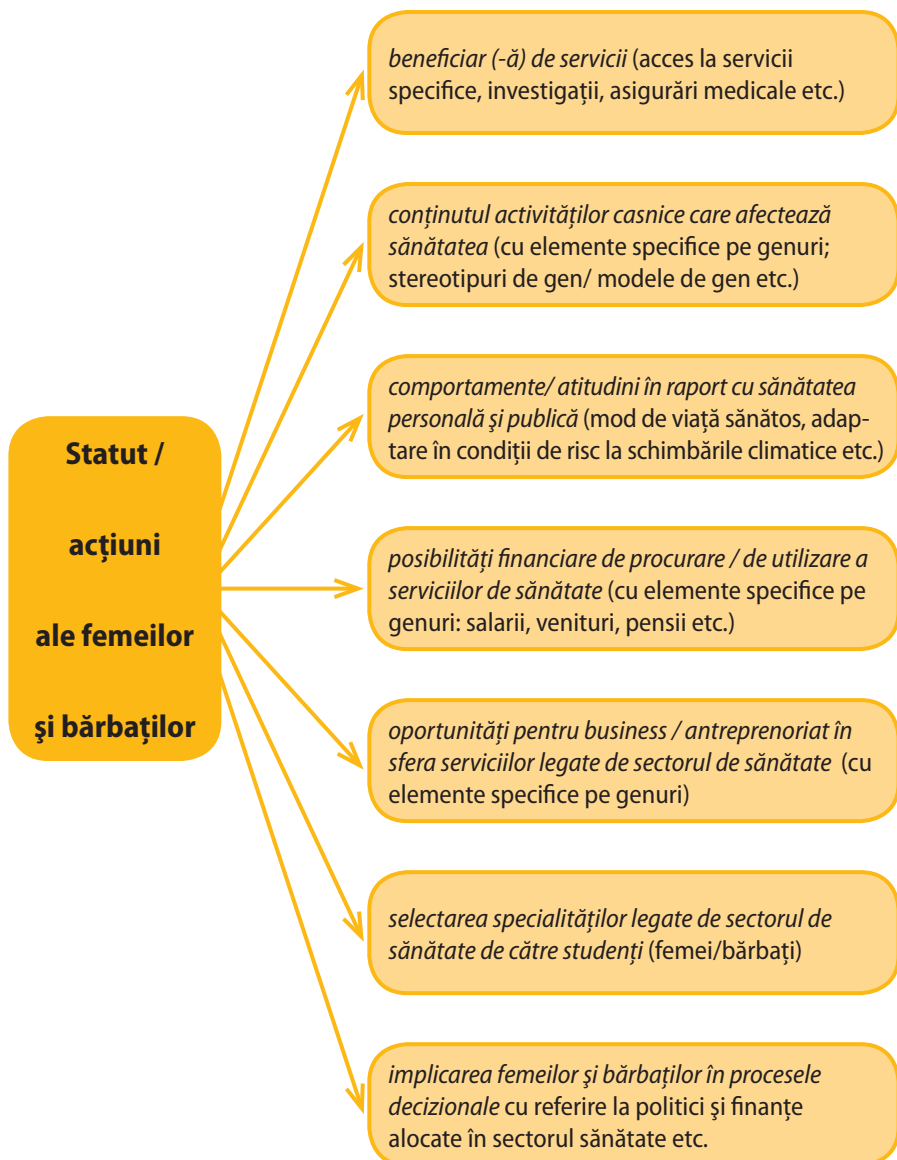 beneficiar (-ă) de servicii (acces la servicii
specifice, investigații, asigurări medicale etc.)
conținutul activităților casnice care afectează
sănătatea (cu elemente specifice pe genuri;
stereotipuri de gen/ modele de gen etc.)
comportamente/ atitudini în raport cu sănătatea
personală şi publică (mod de viață sănătos, adap-
tare în condiții de risc la schimbările climatice etc.)
Statut /
acțiuni
ale femeilor
şi bărbaților
posibilități financiare de procurare / de utilizare a
serviciilor de sănătate (cu elemente specifice pe
genuri: salarii, venituri, pensii etc.)
oportunități pentru business / antreprenoriat în
sfera serviciilor legate de sectorul de sănătate (cu
elemente specifice pe genuri)
selectarea specialităților legate de sectorul de
sănătate de către studenți (femei/bărbați)
implicarea femeilor şi bărbaților în procesele
decizionale cu referire la politici şi finanțe
alocate în sectorul sănătate etc.